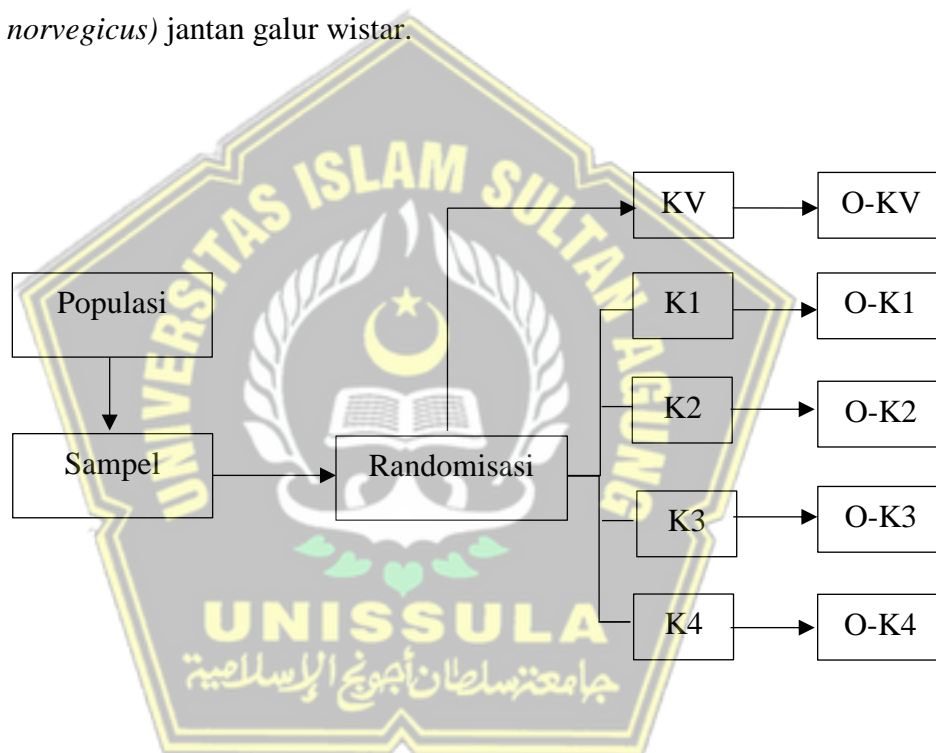 norvegicus) jantan galur wistar.
UNIVERSITAS ISLAM SULTAN AGUNG
KV
O-KV
Populasi
K1
O-K1
K2
O-K2
Sampel
Randomisasi
K3
O-K3
K4
O-K4
UNISSULA
جامعة سلطان أجونج الإسلامية